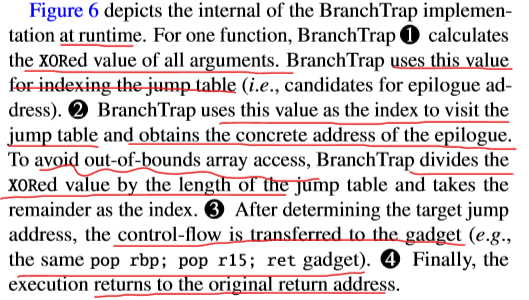 Figure 6 depicts the internal of the BranchTrap implemen-
tation at runtime. For one function, BranchTrap ❶ calculates
the XORed value of all arguments. BranchTrap uses this value
for indexing the jump table (i.e., candidates for epilogue ad-
dress). ❷ BranchTrap uses this value as the index to visit the
jump table and obtains the concrete address of the epilogue.
To avoid out-of-bounds array access, BranchTrap divides the
XORed value by the length of the jump table and takes the
remainder as the index. ❸ After determining the target jump
address, the control-flow is transferred to the gadget (e.g.,
the same pop rbp; pop r15; ret gadget). ❹ Finally, the
execution returns to the original return address.